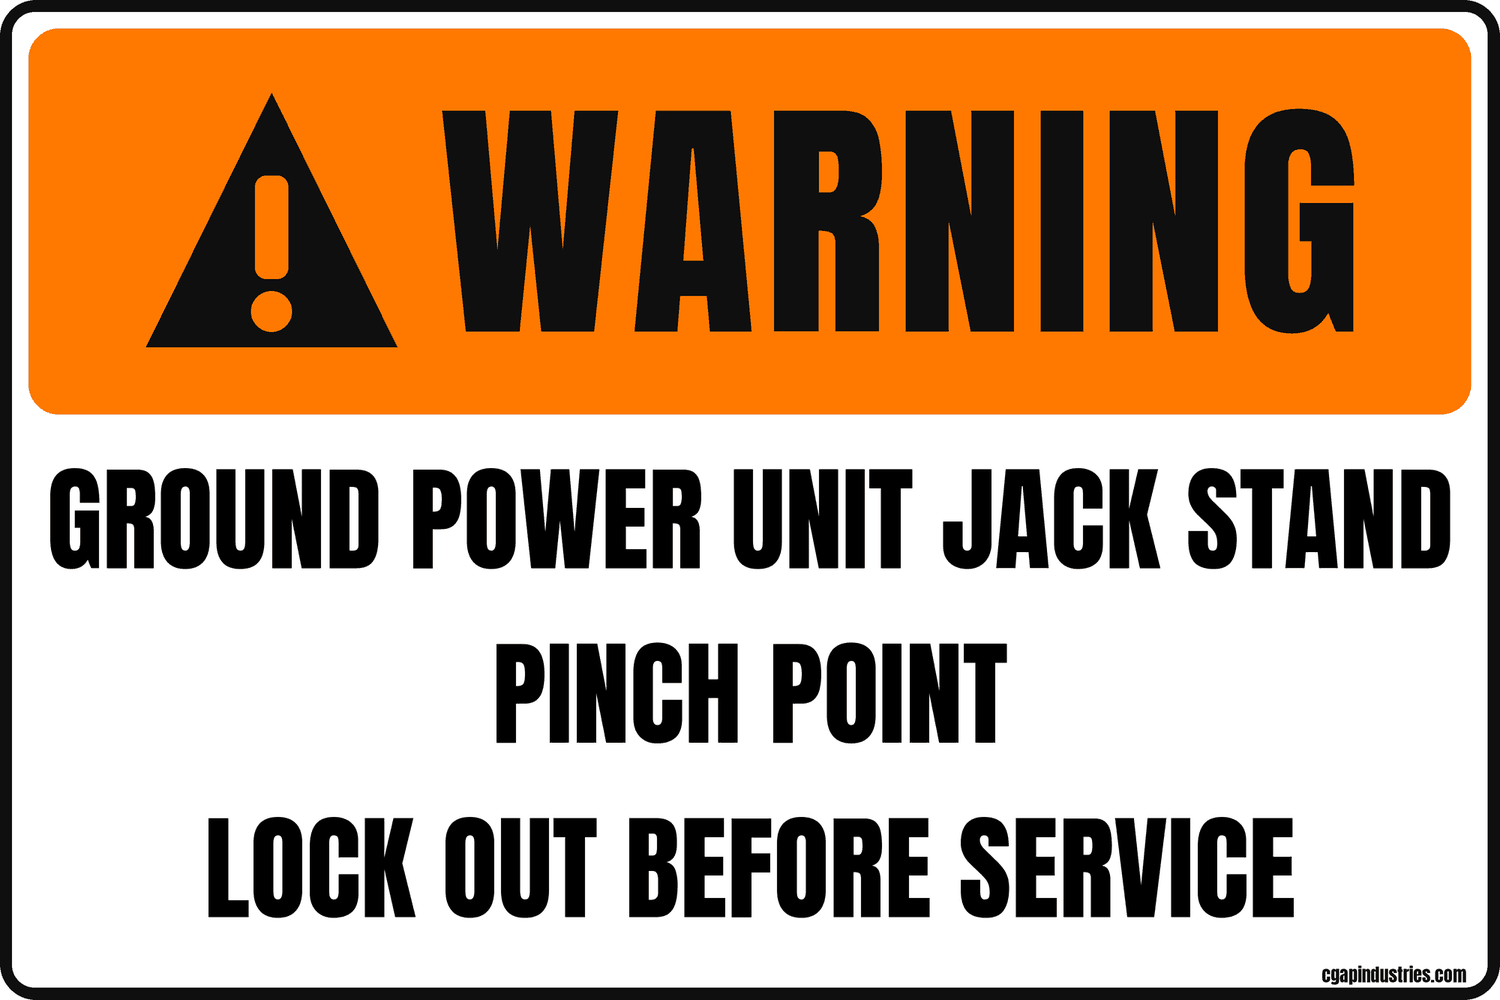 WARNING
GROUND POWER UNIT JACK STAND
PINCH POINT
LOCK OUT BEFORE SERVICE
cgapindustries.com